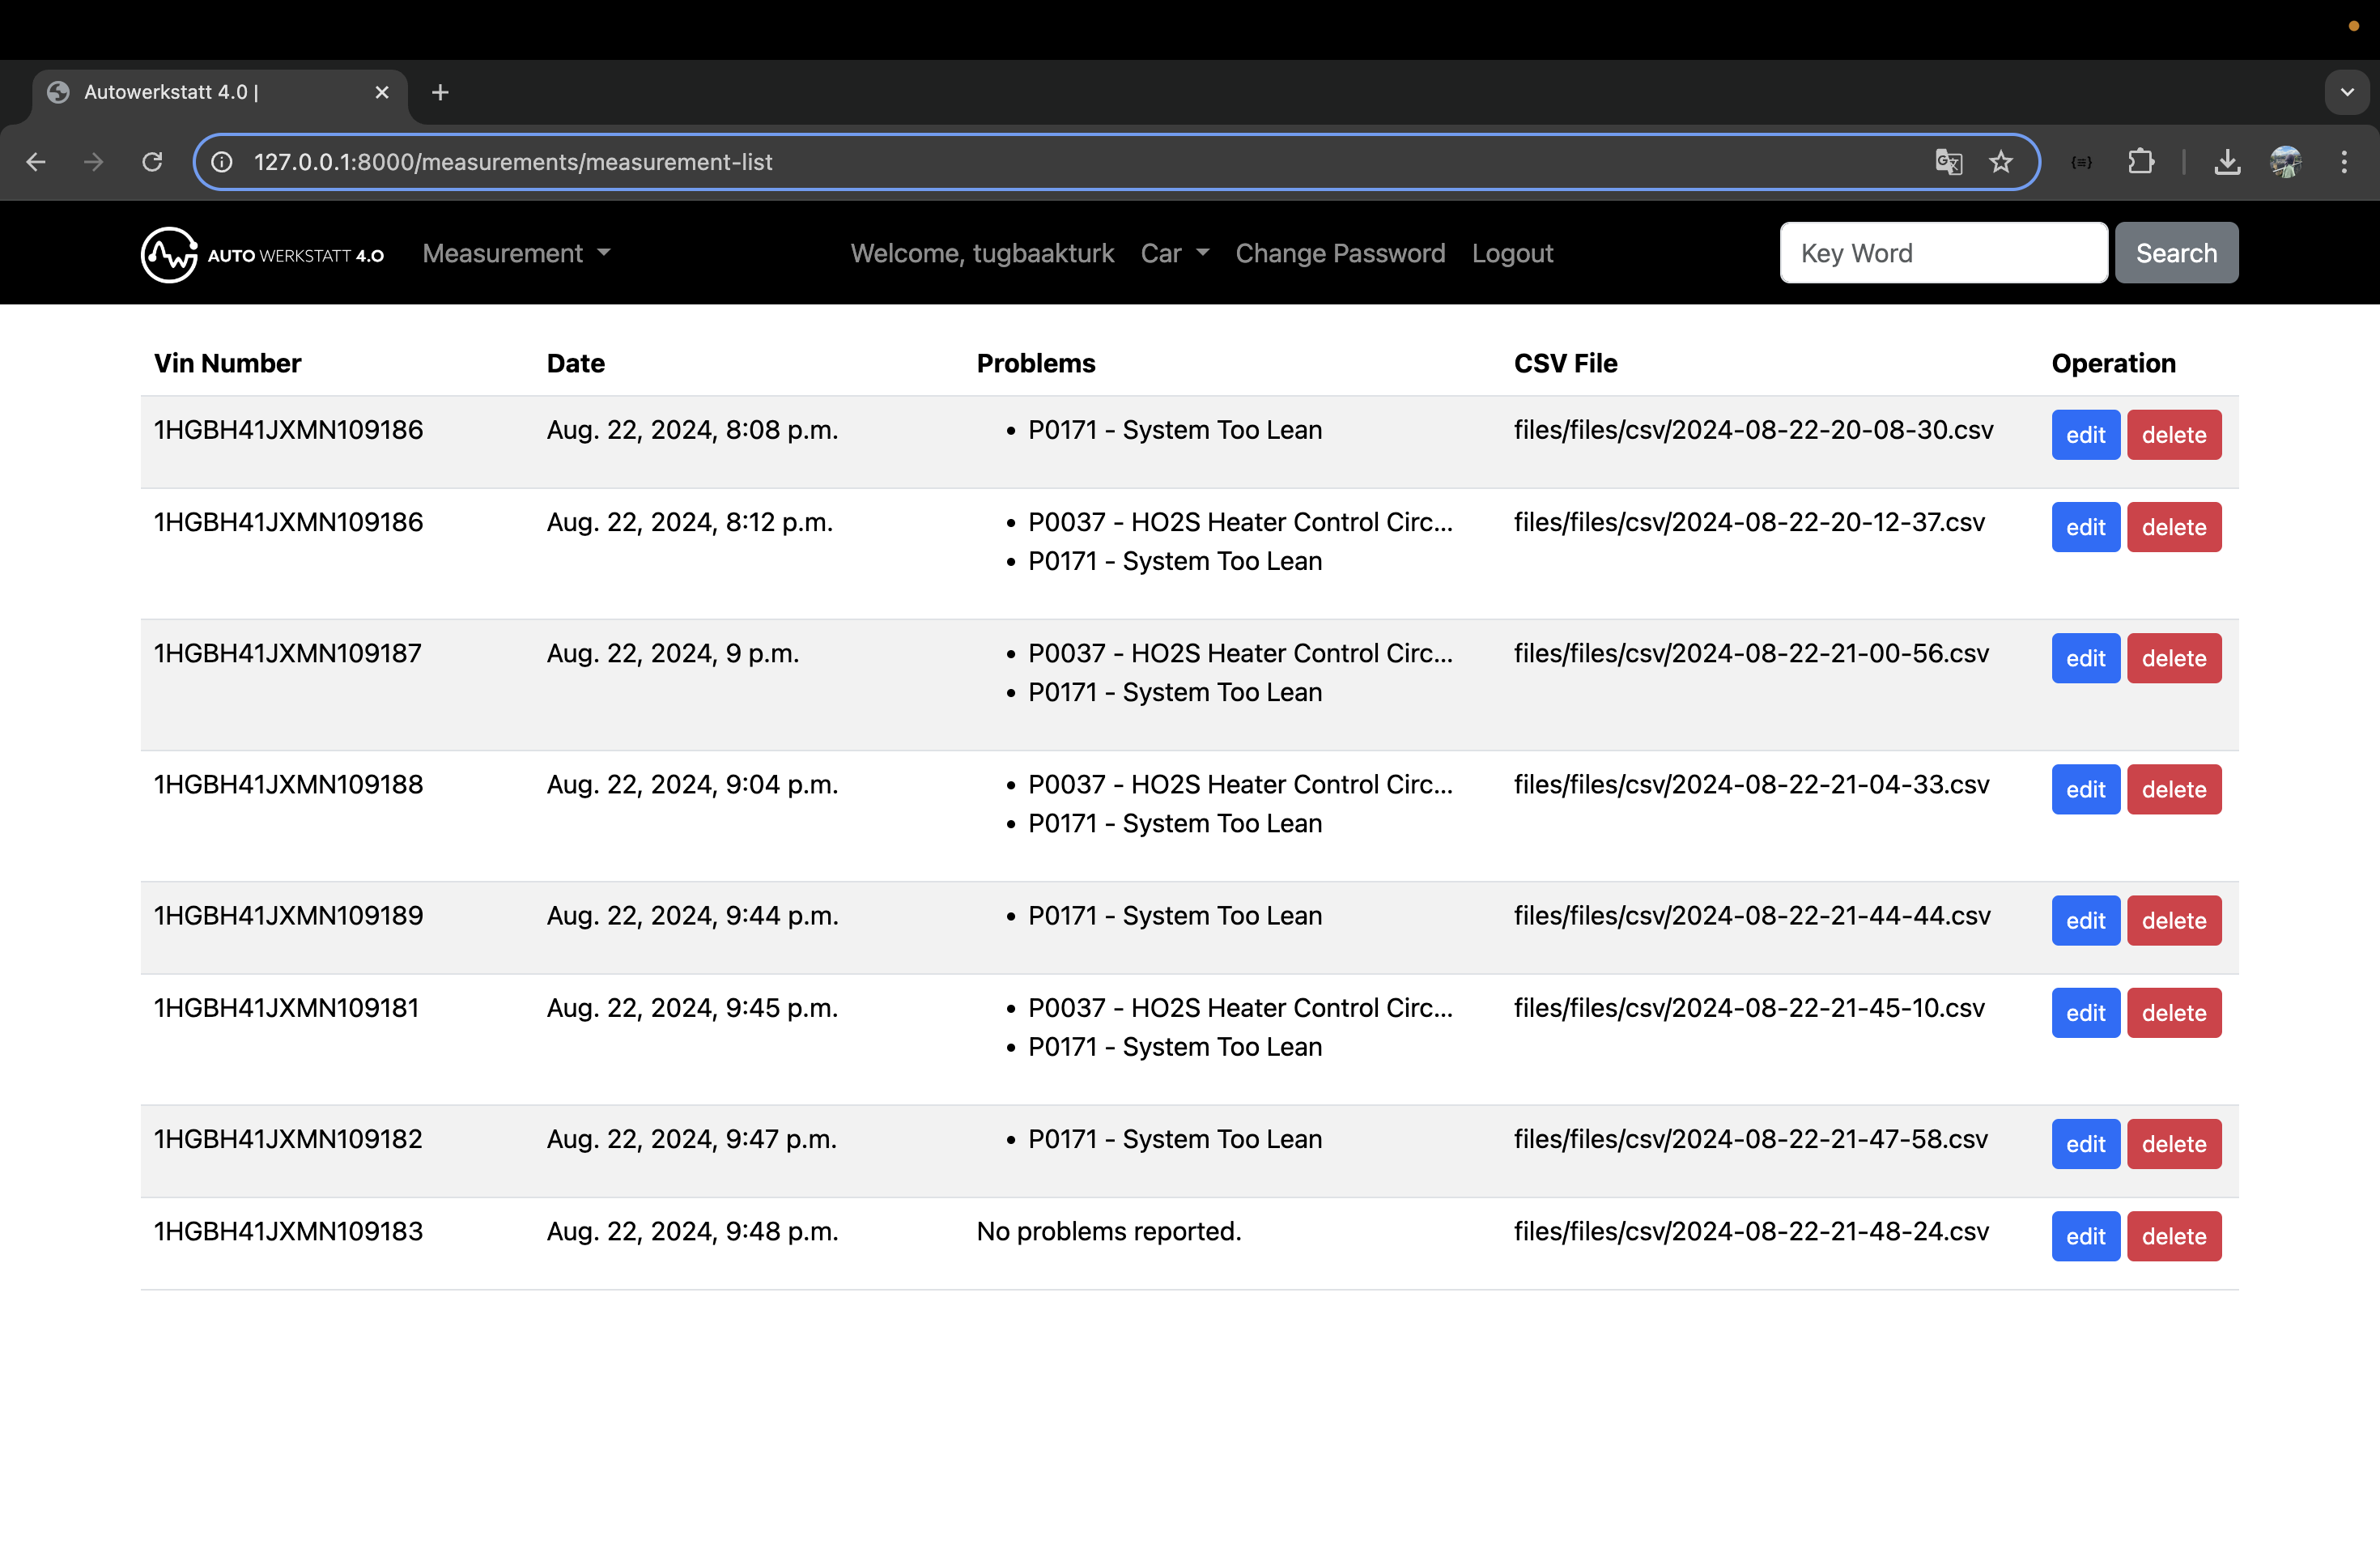 Autowerkstatt 4.0 |
127.0.0.1:8000/measurements/measurement-list
AUTO WERKSTATT 4.0 Measurement Welcome, tugbaakturk Car Change Password Logout Key Word Search
Vin Number Date Problems CSV File Operation
1HGBH41JXMN109186 Aug. 22, 2024, 8:08 p.m. • P0171 - System Too Lean files/files/csv/2024-08-22-20-08-30.csv edit delete
1HGBH41JXMN109186 Aug. 22, 2024, 8:12 p.m. • P0037 - HO2S Heater Control Circ... files/files/csv/2024-08-22-20-12-37.csv edit delete
• P0171 - System Too Lean
1HGBH41JXMN109187 Aug. 22, 2024, 9 p.m. • P0037 - HO2S Heater Control Circ... files/files/csv/2024-08-22-21-00-56.csv edit delete
• P0171 - System Too Lean
1HGBH41JXMN109188 Aug. 22, 2024, 9:04 p.m. • P0037 - HO2S Heater Control Circ... files/files/csv/2024-08-22-21-04-33.csv edit delete
• P0171 - System Too Lean
1HGBH41JXMN109189 Aug. 22, 2024, 9:44 p.m. • P0171 - System Too Lean files/files/csv/2024-08-22-21-44-44.csv edit delete
1HGBH41JXMN109181 Aug. 22, 2024, 9:45 p.m. • P0037 - HO2S Heater Control Circ... files/files/csv/2024-08-22-21-45-10.csv edit delete
• P0171 - System Too Lean
1HGBH41JXMN109182 Aug. 22, 2024, 9:47 p.m. • P0171 - System Too Lean files/files/csv/2024-08-22-21-47-58.csv edit delete
1HGBH41JXMN109183 Aug. 22, 2024, 9:48 p.m. No problems reported. files/files/csv/2024-08-22-21-48-24.csv edit delete